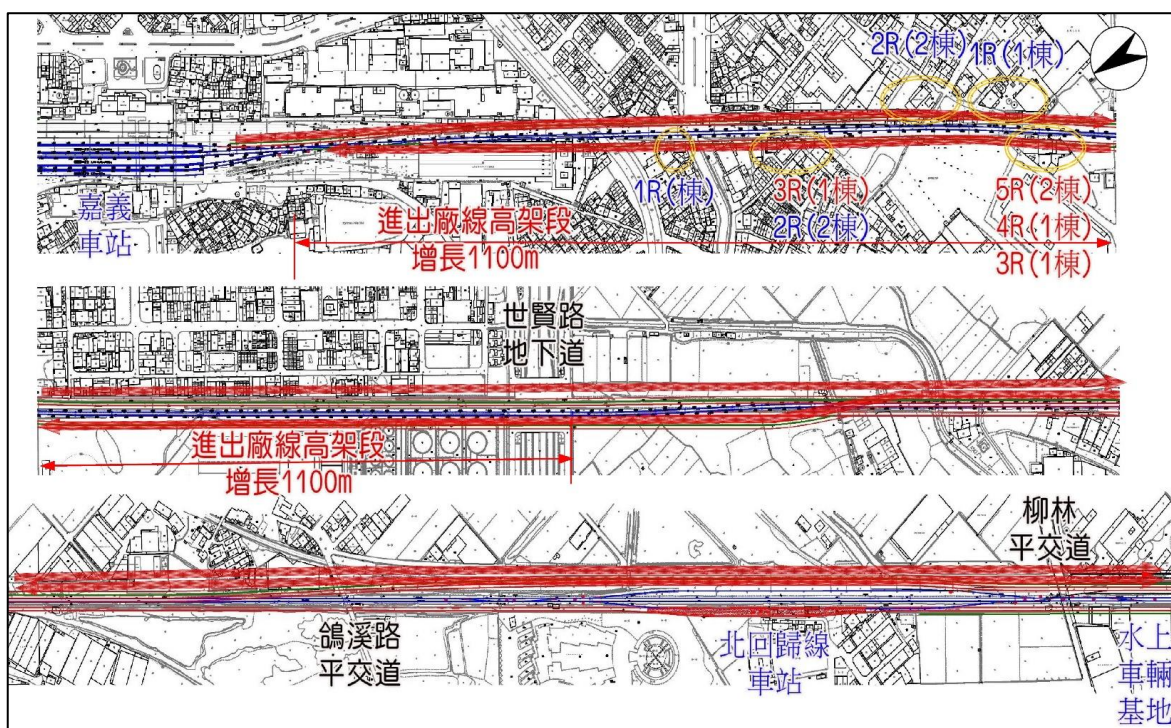 2R(2棟)
1R(1棟)
嘉義
車站
1R(棟)
3R(1棟)
2R(2棟)
5R(2棟)
4R(1棟)
3R(1棟)
進出廠線高架段
增長1100m
世賢路
地下道
進出廠線高架段
增長1100m
柳林
平交道
鴿溪路
平交道
北回歸線
車站
水上
車輛
基地